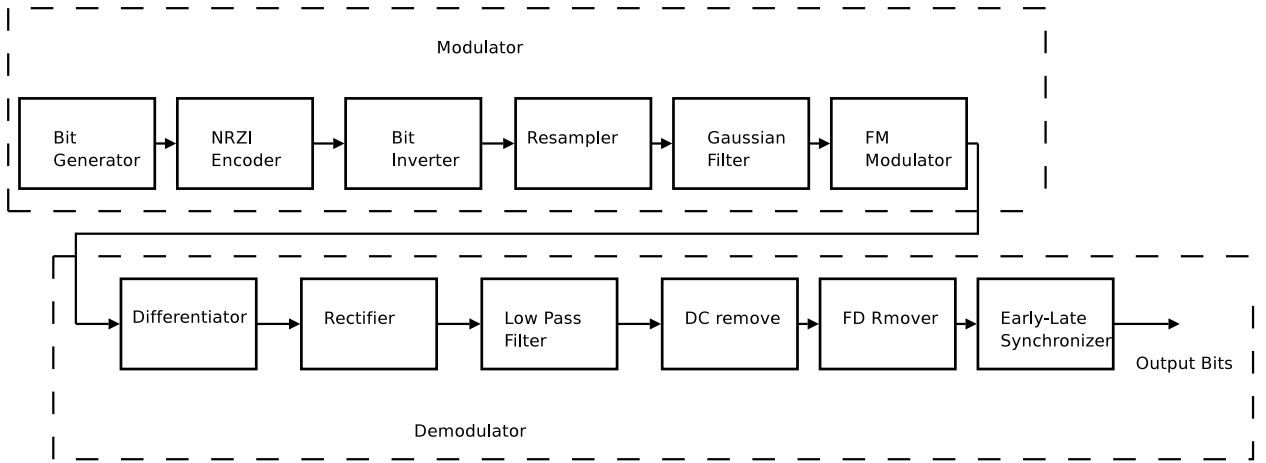 Modulator
Bit
Generator
NRZI
Encoder
Bit
Inverter
Resampler
Gaussian
Filter
FM
Modulator
Differentiator
Rectifier
Low Pass
Filter
DC remove
FD Rmover
Early-Late
Synchronizer
Output Bits
Demodulator